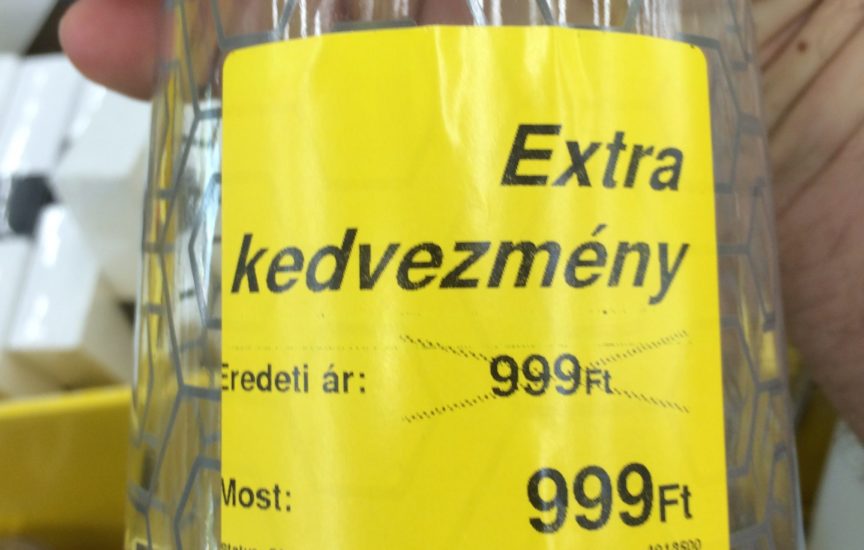 Extra
kedvezmény
Eredeti ár: 999Ft
Most: 999Ft